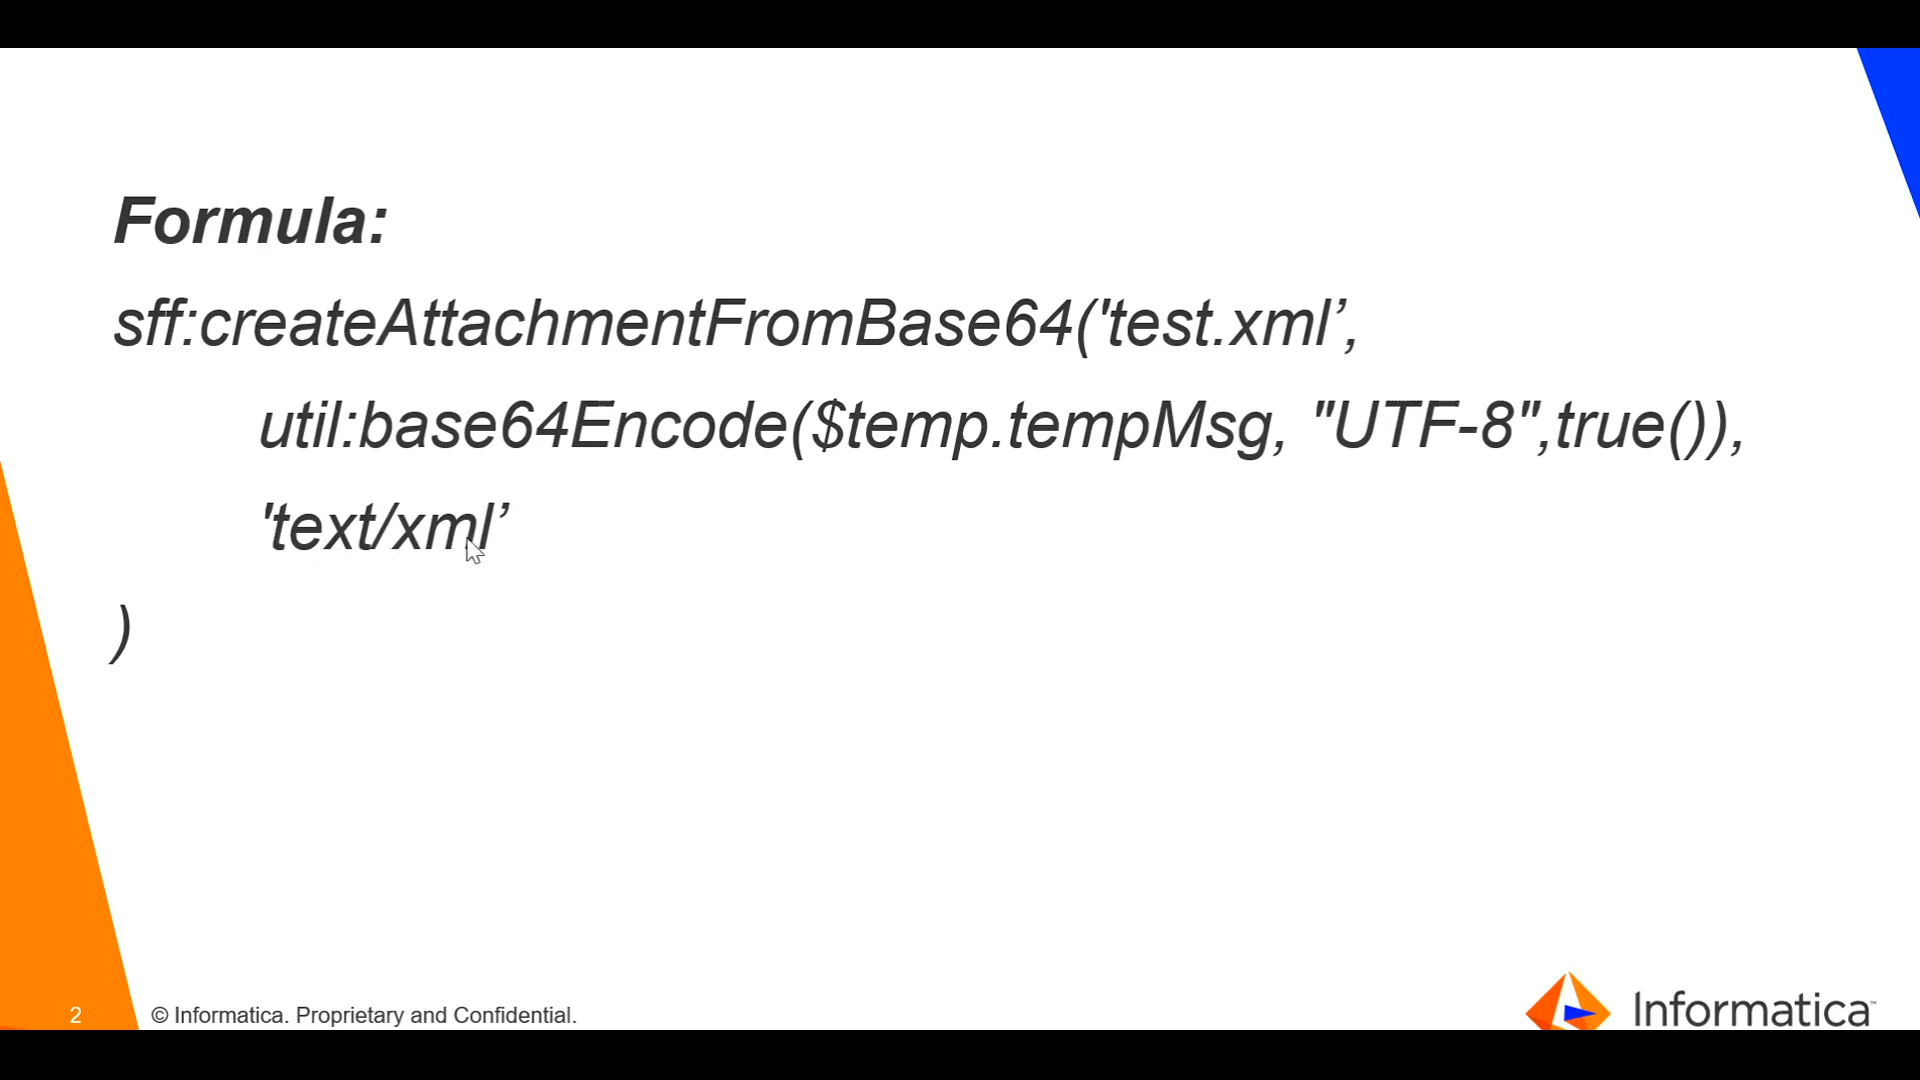 Formula:
sff:createAttachmentFromBase64('test.xml’,
util:base64Encode($temp.tempMsg, "UTF-8",true()),
'text/xml’
)
2
© Informatica. Proprietary and Confidential.
Informatica™